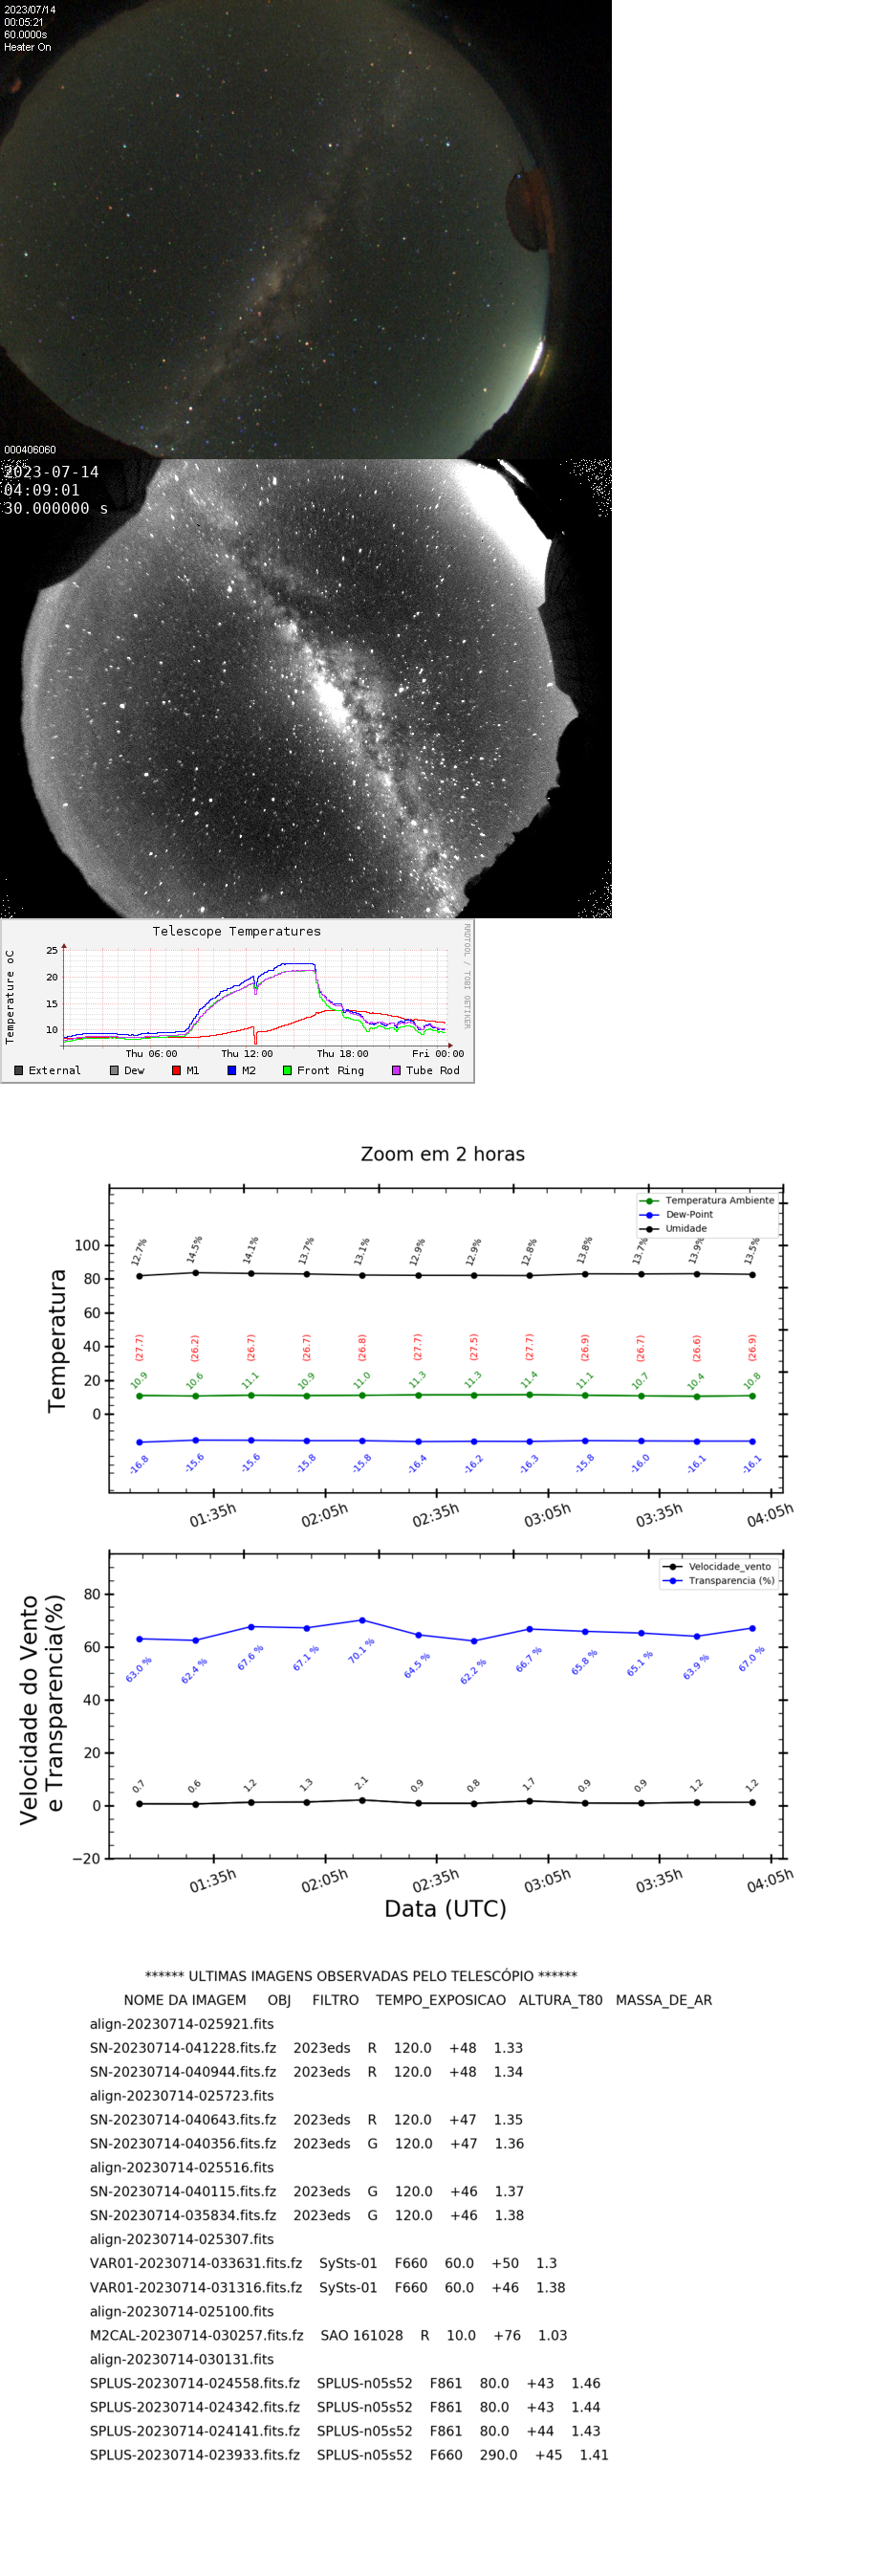 2023/07/14
00:05:21
60.0000s
Heater On
000406060
2023-07-14
04:09:01
30.000000 s
Telescope Temperatures
RRDTOOL / TOBI OETIKER
Temperature oC
25
20
15
10
Thu 06:00 Thu 12:00 Thu 18:00 Fri 00:00
External Dew M1 M2 Front Ring Tube Rod
Zoom em 2 horas
Temperatura Ambiente
Dew-Point
Umidade
Temperatura
100
80
60
40
20
0
12.7% 14.5% 14.1% 13.7% 13.1% 12.9% 12.9% 12.8% 13.8% 13.7% 13.9% 13.5%
(27.7) (26.2) (26.7) (26.7) (26.8) (27.7) (27.5) (27.7) (26.9) (26.7) (26.6) (26.9)
10.9 10.6 11.1 10.9 11.0 11.3 11.3 11.4 11.1 10.7 10.4 10.8
-16.8 -15.6 -15.6 -15.8 -15.8 -16.4 -16.2 -16.3 -15.8 -16.0 -16.1 -16.1
01:35h 02:05h 02:35h 03:05h 03:35h 04:05h
Velocidade_vento
Transparencia (%)
Velocidade do Vento
e Transparencia(%)
80
60
40
20
0
−20
63.0 % 62.4 % 67.6 % 67.1 % 70.1 % 64.5 % 62.2 % 66.7 % 65.8 % 65.1 % 63.9 % 67.0 %
0.7 0.6 1.2 1.3 2.1 0.9 0.8 1.7 0.9 0.9 1.2 1.2
01:35h 02:05h 02:35h 03:05h 03:35h 04:05h
Data (UTC)
****** ULTIMAS IMAGENS OBSERVADAS PELO TELESCÓPIO ******
NOME DA IMAGEM OBJ FILTRO TEMPO_EXPOSICAO ALTURA_T80 MASSA_DE_AR
align-20230714-025921.fits
SN-20230714-041228.fits.fz 2023eds R 120.0 +48 1.33
SN-20230714-040944.fits.fz 2023eds R 120.0 +48 1.34
align-20230714-025723.fits
SN-20230714-040643.fits.fz 2023eds R 120.0 +47 1.35
SN-20230714-040356.fits.fz 2023eds G 120.0 +47 1.36
align-20230714-025516.fits
SN-20230714-040115.fits.fz 2023eds G 120.0 +46 1.37
SN-20230714-035834.fits.fz 2023eds G 120.0 +46 1.38
align-20230714-025307.fits
VAR01-20230714-033631.fits.fz SySts-01 F660 60.0 +50 1.3
VAR01-20230714-031316.fits.fz SySts-01 F660 60.0 +46 1.38
align-20230714-025100.fits
M2CAL-20230714-030257.fits.fz SAO 161028 R 10.0 +76 1.03
align-20230714-030131.fits
SPLUS-20230714-024558.fits.fz SPLUS-n05s52 F861 80.0 +43 1.46
SPLUS-20230714-024342.fits.fz SPLUS-n05s52 F861 80.0 +43 1.44
SPLUS-20230714-024141.fits.fz SPLUS-n05s52 F861 80.0 +44 1.43
SPLUS-20230714-023933.fits.fz SPLUS-n05s52 F660 290.0 +45 1.41